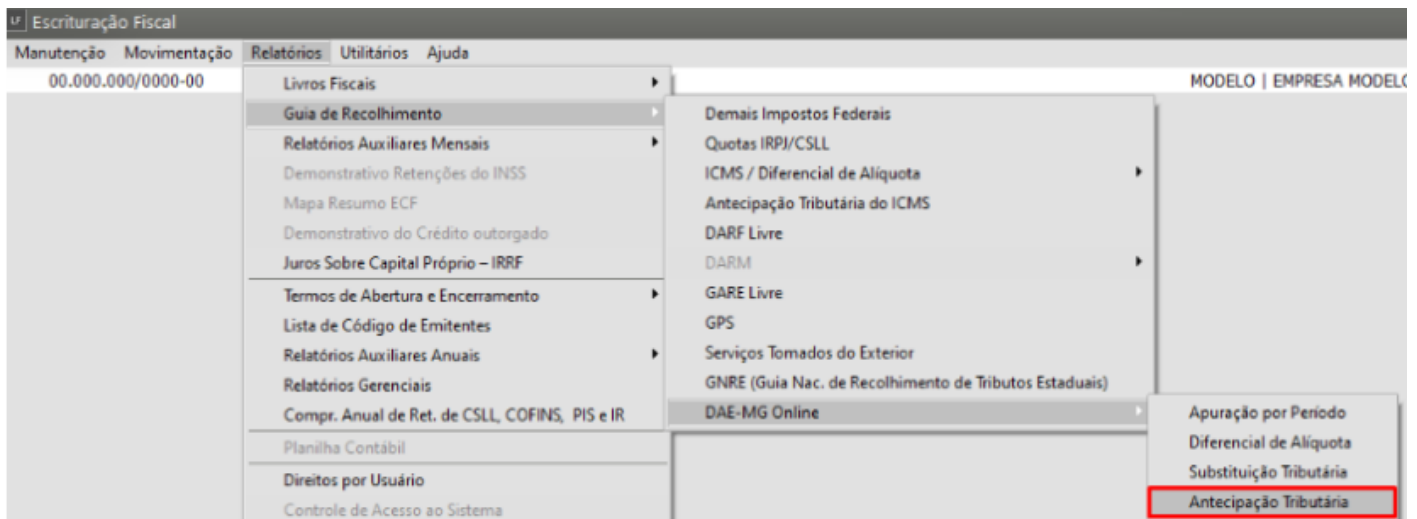 LF Escrituração Fiscal
Manutenção Movimentação Relatórios Utilitários Ajuda
00.000.000/0000-00
MODELO | EMPRESA MODELO
Livros Fiscais
Guia de Recolhimento
Relatórios Auxiliares Mensais
Demonstrativo Retenções do INSS
Mapa Resumo ECF
Demonstrativo do Crédito outorgado
Juros Sobre Capital Próprio – IRRF
Termos de Abertura e Encerramento
Lista de Código de Emitentes
Relatórios Auxiliares Anuais
Relatórios Gerenciais
Compr. Anual de Ret. de CSLL, COFINS, PIS e IR
Planilha Contábil
Direitos por Usuário
Controle de Acesso ao Sistema
Demais Impostos Federais
Quotas IRPJ/CSLL
ICMS / Diferencial de Alíquota
Antecipação Tributária do ICMS
DARF Livre
DARM
GARE Livre
GPS
Serviços Tomados do Exterior
GNRE (Guia Nac. de Recolhimento de Tributos Estaduais)
DAE-MG Online
Apuração por Período
Diferencial de Alíquota
Substituição Tributária
Antecipação Tributária